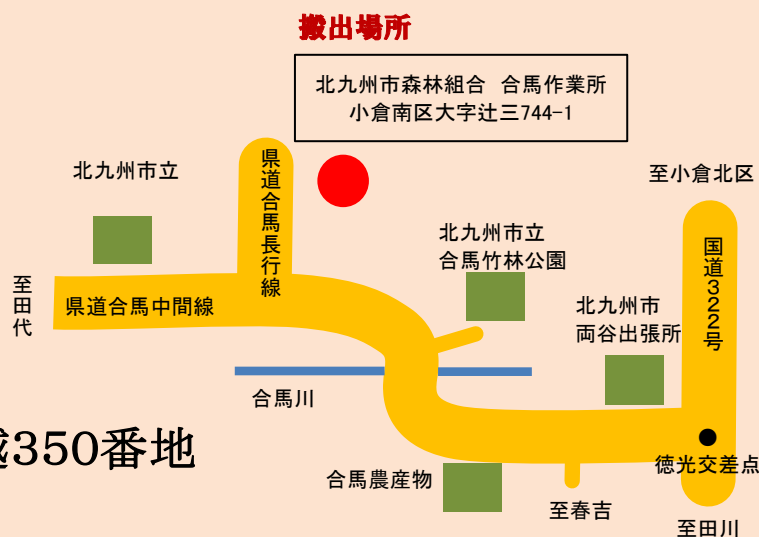 搬出場所
北九州市森林組合 合馬作業所
小倉南区大字辻三744-1
県道合馬長行線
北九州市立
至小倉北区
北九州市立
合馬竹林公園
国道322号
至田代
県道合馬中間線
北九州市
両谷出張所
合馬川
越350番地
徳光交差点
合馬農産物
至春吉
至田川